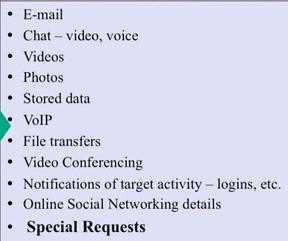 • E-mail
• Chat – video, voice
• Videos
• Photos
• Stored data
• VoIP
• File transfers
• Video Conferencing
• Notifications of target activity – logins, etc.
• Online Social Networking details
• Special Requests